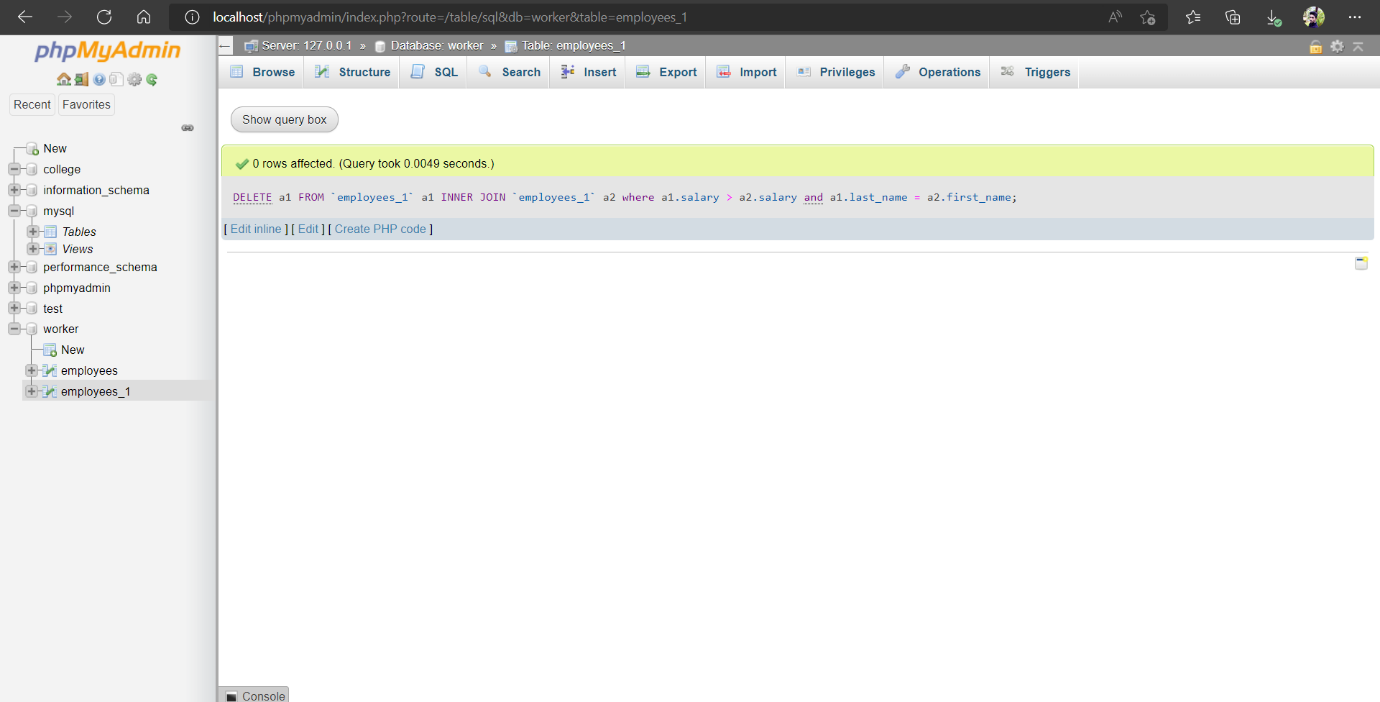 localhost/phpmyadmin/index.php?route=/table/sql&db=worker&table=employees_1
phpMyAdmin
Recent Favorites
New
college
information_schema
mysql
Tables
Views
performance_schema
phpmyadmin
test
worker
New
employees
employees_1
Server: 127.0.0.1 » Database: worker » Table: employees_1
Browse Structure SQL Search Insert Export Import Privileges Operations Triggers
Show query box
0 rows affected. (Query took 0.0049 seconds.)
DELETE a1 FROM `employees_1` a1 INNER JOIN `employees_1` a2 where a1.salary > a2.salary and a1.last_name = a2.first_name;
[ Edit inline ] [ Edit ] [ Create PHP code ]
Console